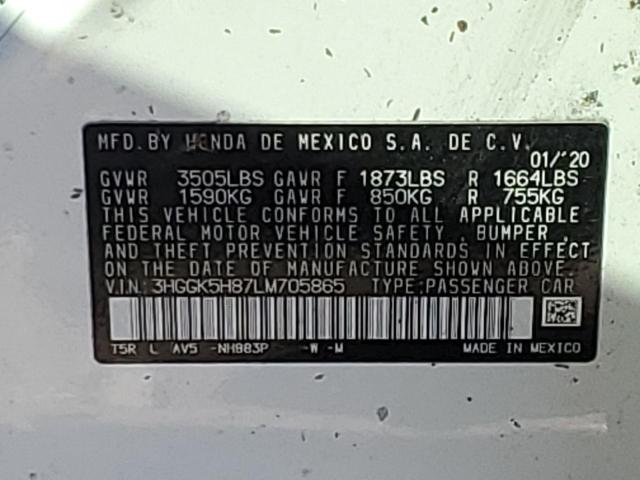 MFD. BY HONDA DE MEXICO S.A. DE C.V.
01/'20
GVWR 3505LBS GAWR F 1873LBS R 1664LBS
GVWR 1590KG GAWR F 850KG R 755KG
THIS VEHICLE CONFORMS TO ALL APPLICABLE
FEDERAL MOTOR VEHICLE SAFETY , BUMPER ,
AND THEFT PREVENTION STANDARDS IN EFFECT
ON THE DATE OF MANUFACTURE SHOWN ABOVE.
V.I.N.: 3HGGK5H87LM705865 TYPE:PASSENGER CAR
T5R L AV5 -NH883P -W -M MADE IN MEXICO